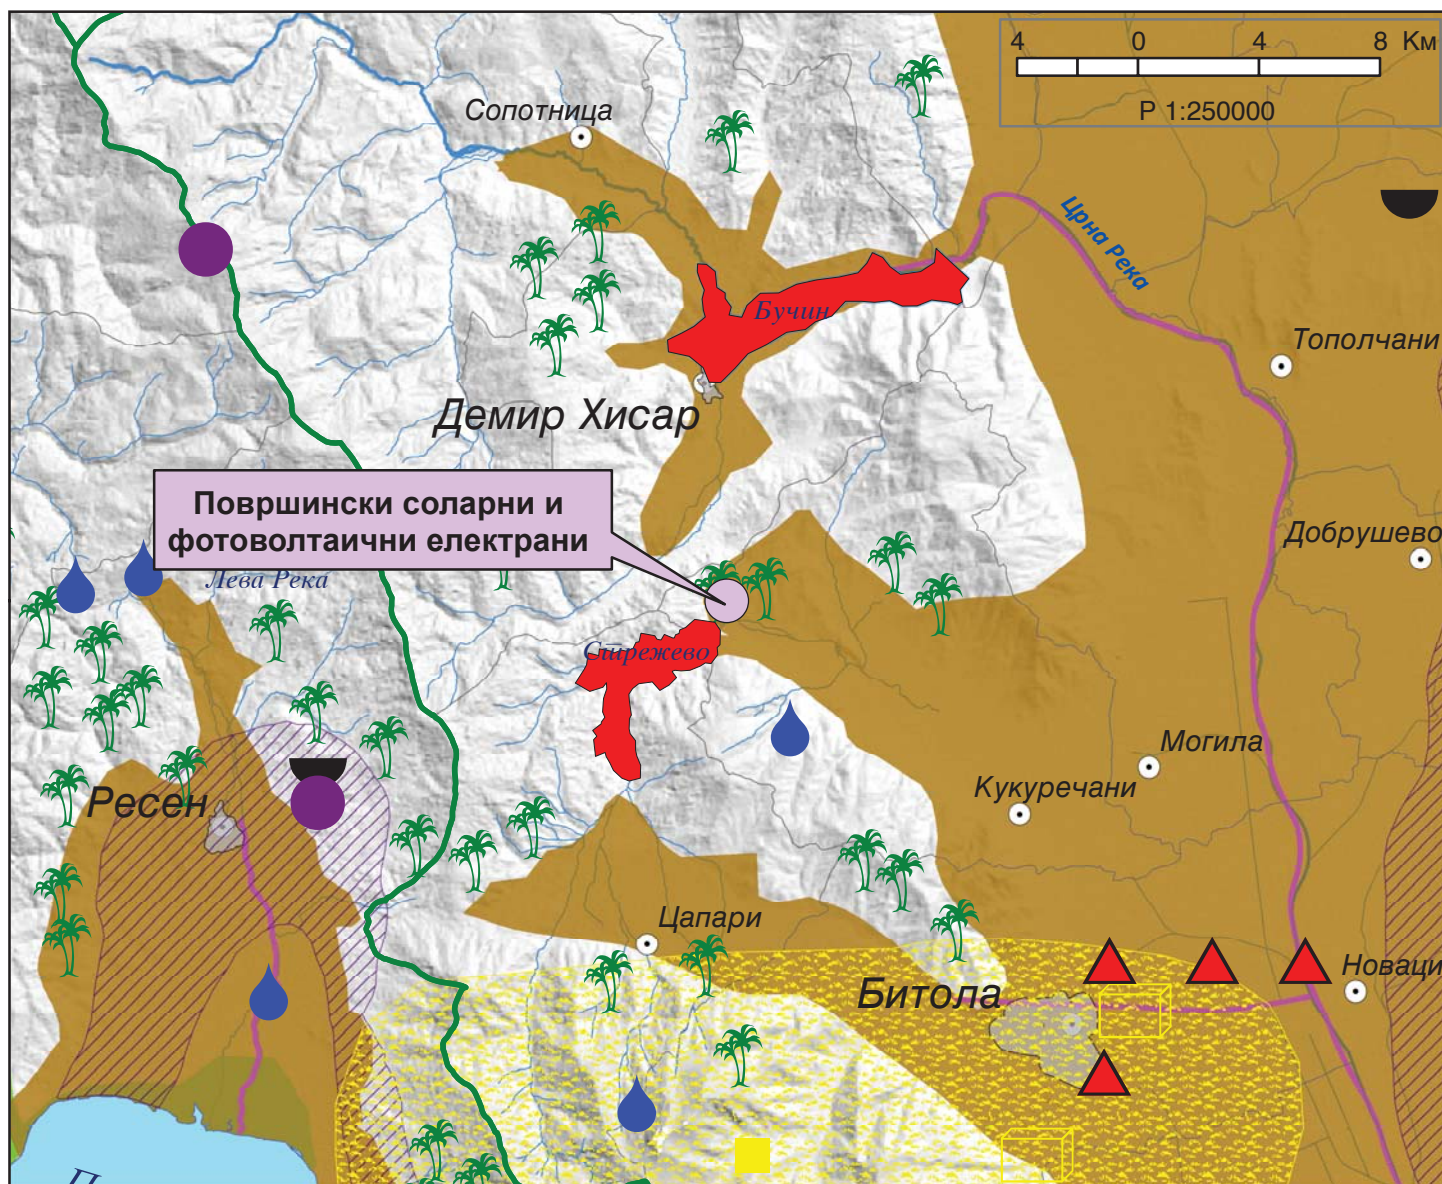 4 0 4 8 Км
Р 1:250000
Сопотница
Црна Река
Бучин
Тополчани
Демир Хисар
Површински соларни и
фотоволтаични електрани
Добрушево
Лева Река
Стрежево
Могила
Кукуречани
Ресен
Цапари
Новаци
Битола